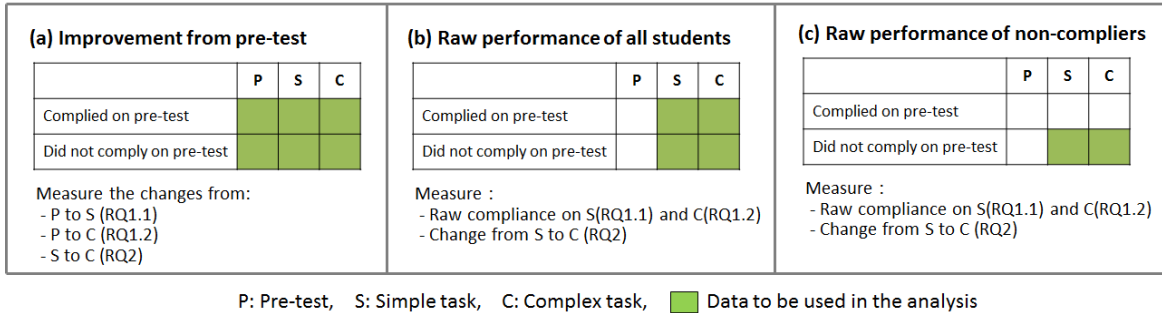 (a) Improvement from pre-test
P S C
Complied on pre-test
Did not comply on pre-test
Measure the changes from:
- P to S (RQ1.1)
- P to C (RQ1.2)
- S to C (RQ2)
(b) Raw performance of all students
P S C
Complied on pre-test
Did not comply on pre-test
Measure :
- Raw compliance on S(RQ1.1) and C(RQ1.2)
- Change from S to C (RQ2)
(c) Raw performance of non-compliers
P S C
Complied on pre-test
Did not comply on pre-test
Measure :
- Raw compliance on S(RQ1.1) and C(RQ1.2)
- Change from S to C (RQ2)
P: Pre-test, S: Simple task, C: Complex task, Data to be used in the analysis